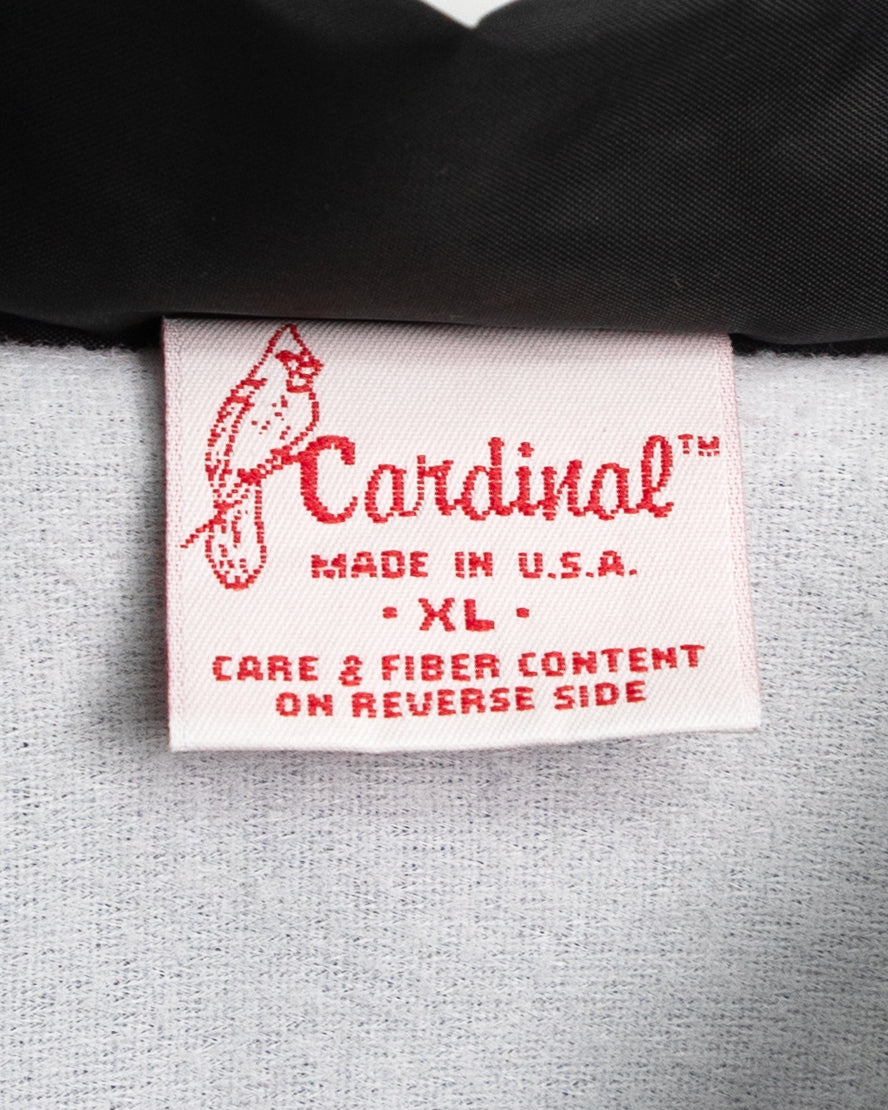 Cardinal™
MADE IN U.S.A.
· XL ·
CARE & FIBER CONTENT
ON REVERSE SIDE